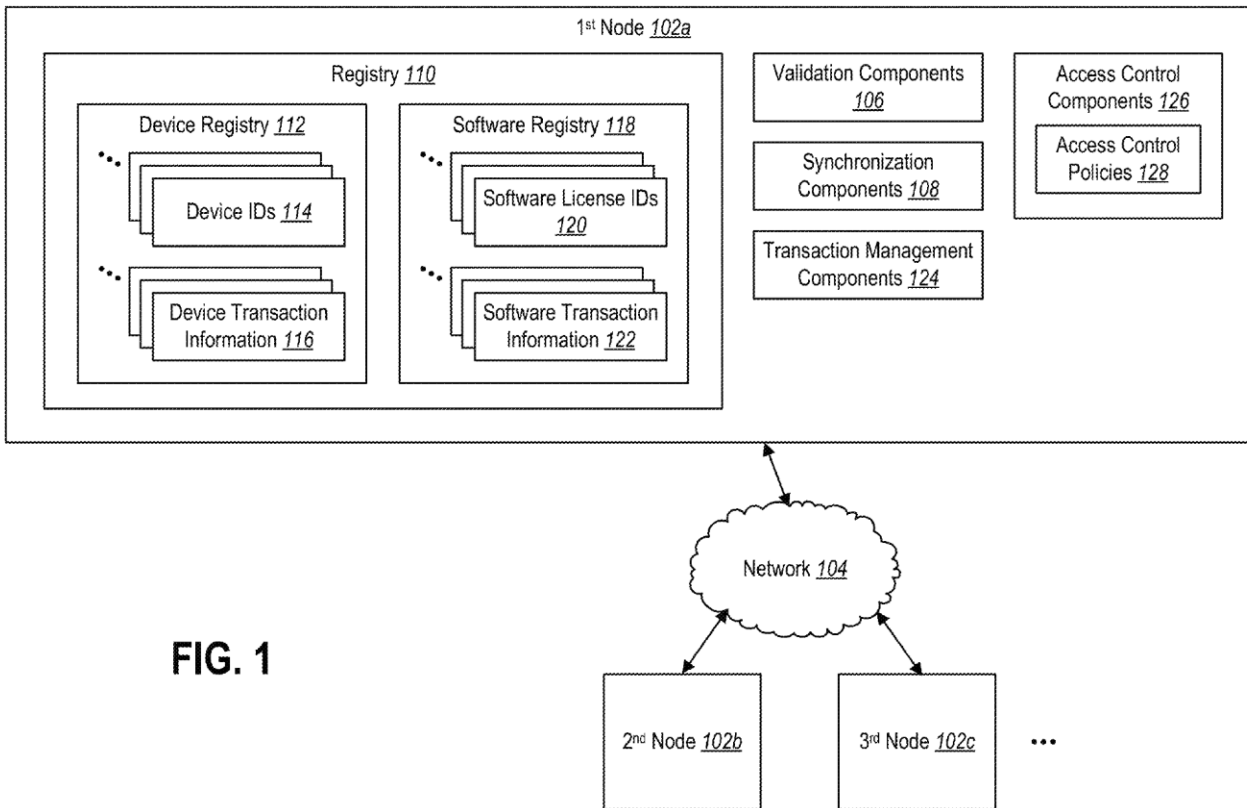 1st Node 102a
Registry 110
Validation Components
106
Access Control
Components 126
Device Registry 112
Software Registry 118
Access Control
Policies 128
Synchronization
Components 108
Device IDs 114
Software License IDs
120
Transaction Management
Components 124
Device Transaction
Information 116
Software Transaction
Information 122
Network 104
FIG. 1
2nd Node 102b
3rd Node 102c